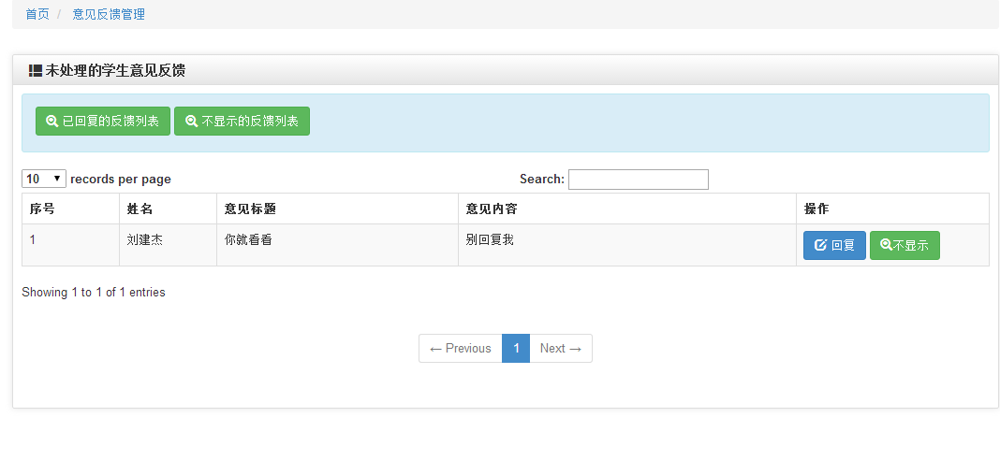 首页 / 意见反馈管理
未处理的学生意见反馈
已回复的反馈列表 不显示的反馈列表
10 records per page Search:
序号 姓名 意见标题 意见内容 操作
1 刘建杰 你就看看 别回复我 回复 不显示
Showing 1 to 1 of 1 entries
← Previous 1 Next →